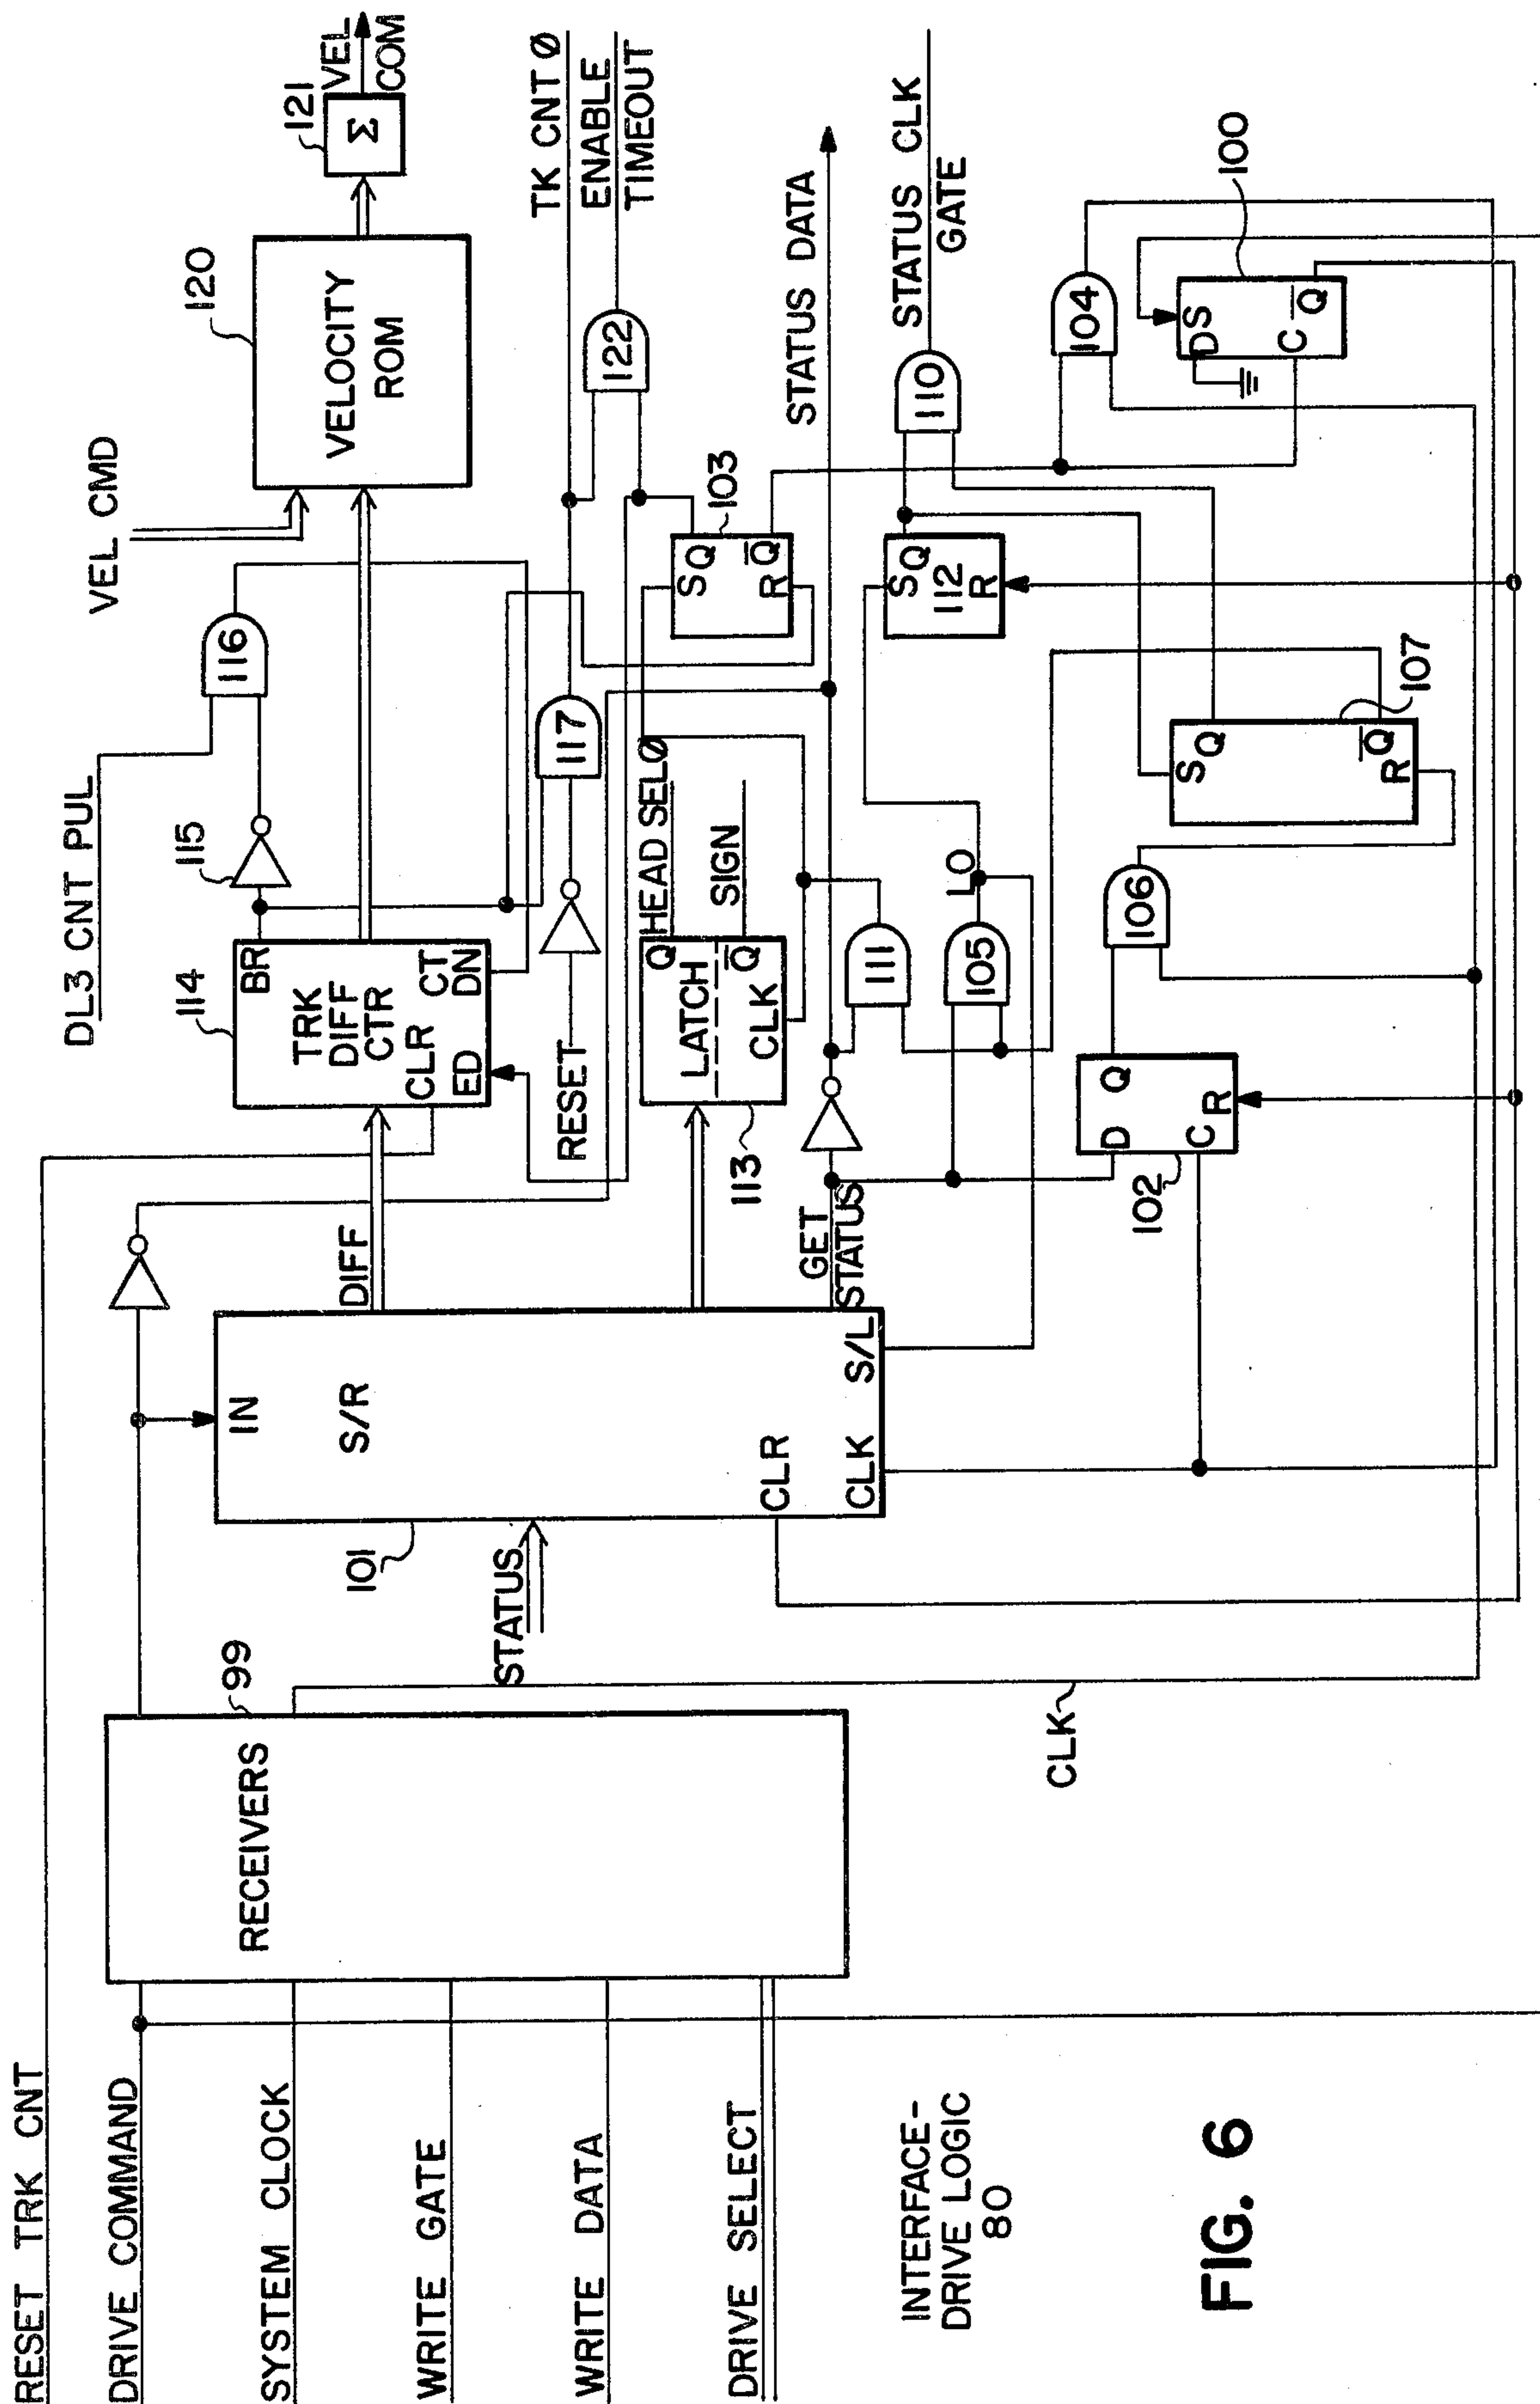 RESET TRK CNT
DRIVE COMMAND
SYSTEM CLOCK
WRITE GATE
WRITE DATA
DRIVE SELECT
INTERFACE-
DRIVE LOGIC
80
FIG. 6
RECEIVERS
99
CLK
STATUS
101
IN
S/R
CLR
CLK
S/L
DIFF
GET
STATUS
DL3 CNT PUL
114
BR
TRK
DIFF
CTR
CLR
ED
CT
DN
115
116
RESET
117
113
LATCH
CLK
Q
Q
HEAD SELØ
SIGN
111
105
LO
102
D
Q
C
R
106
107
S
Q
Q
R
103
S
Q
Q
R
112
S
Q
R
110
104
100
D
S
C
Q
122
VEL CMD
120
VELOCITY
ROM
121
Σ
VEL
COM
TK CNT Ø
ENABLE
TIMEOUT
STATUS DATA
STATUS CLK
GATE